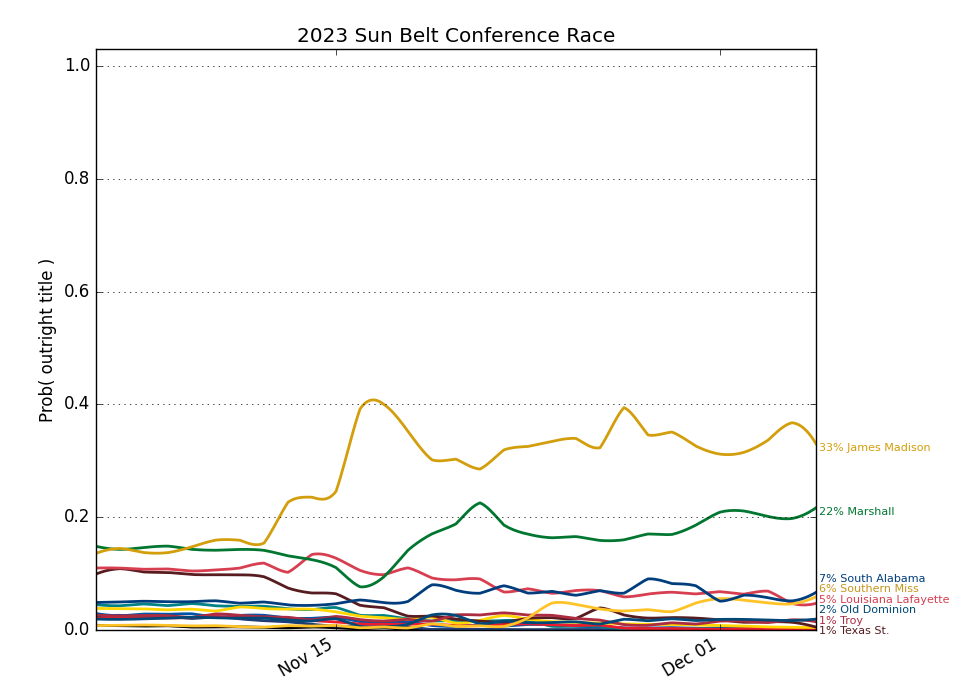 2023 Sun Belt Conference Race
1.0
0.8
0.6
0.4
0.2
0.0
Prob( outright title )
Nov 15
Dec 01
33% James Madison
22% Marshall
7% South Alabama
6% Southern Miss
5% Louisiana Lafayette
2% Old Dominion
1% Troy
1% Texas St.